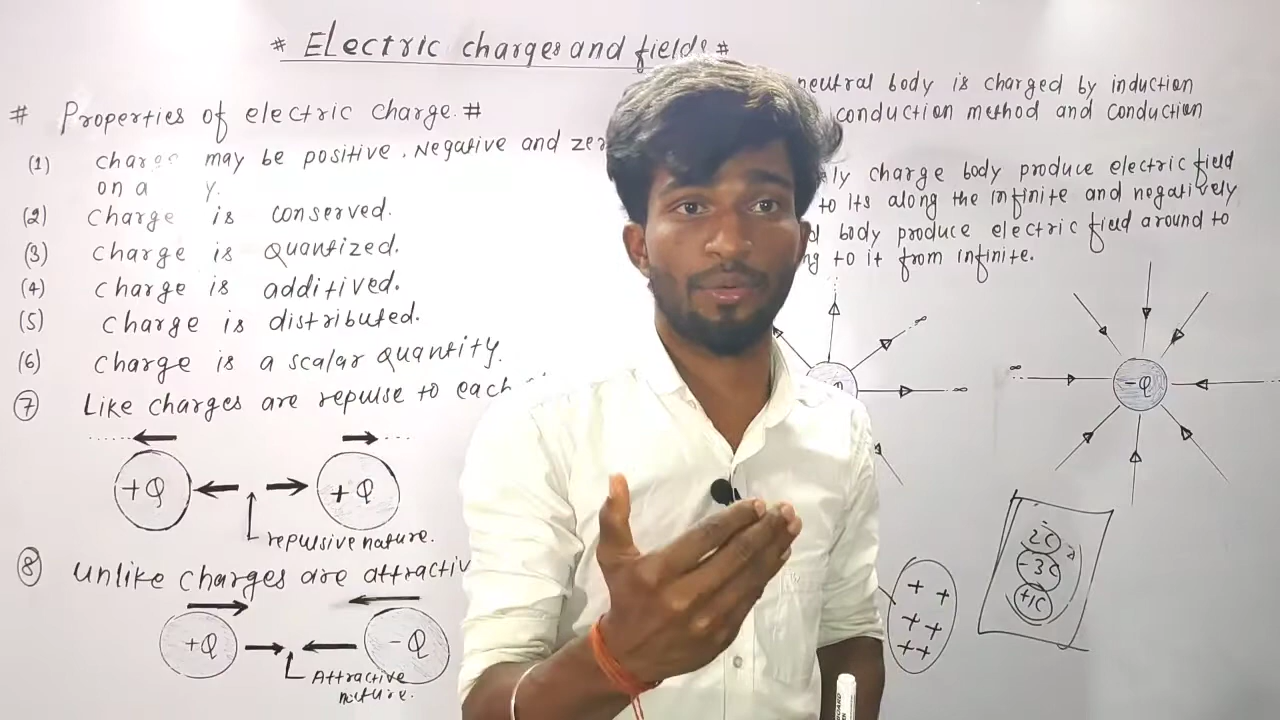 * Electric charges and fields #
# Properties of electric charge. #
(1) charge may be positive. Negative and
on a
(2) charge is conserved.
(3) charge is quantized.
(4) charge is additived.
(5) charge is distributed.
(6) charge is a scalar quantity.
(7) Like charges are repulse to each
+Q
+Q
repulsive nature.
(8) unlike charges are
+Q
-Q
Attractive
nature.
neutral body is charged by induction
conduction method and conduction
charge body produce electric field
to its along the infinite and negatively
body produce electric field around to
to it from infinite.
∞
∞
∞
-Q
+ +
+ +
++
-3C
+1C